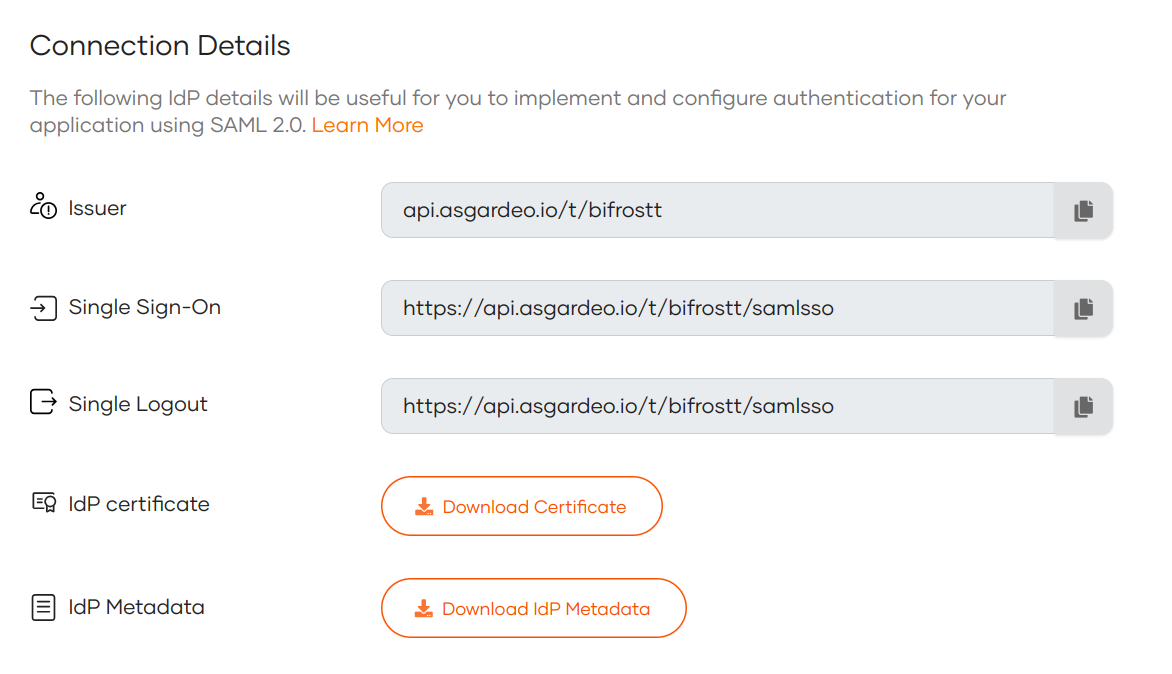 Connection Details
The following IdP details will be useful for you to implement and configure authentication for your
application using SAML 2.0. Learn More
Issuer
api.asgardeo.io/t/bifrostt
Single Sign-On
https://api.asgardeo.io/t/bifrostt/samlsso
Single Logout
https://api.asgardeo.io/t/bifrostt/samlsso
IdP certificate
Download Certificate
IdP Metadata
Download IdP Metadata